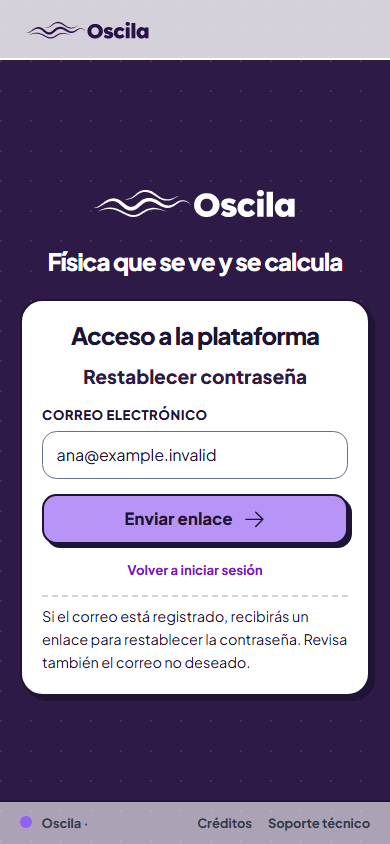 Oscila
Oscila
Física que se ve y se calcula
Acceso a la plataforma
Restablecer contraseña
CORREO ELECTRÓNICO
ana@example.invalid
Enviar enlace →
Volver a iniciar sesión
Si el correo está registrado, recibirás un
enlace para restablecer la contraseña. Revisa
también el correo no deseado.
Oscila · Créditos Soporte técnico